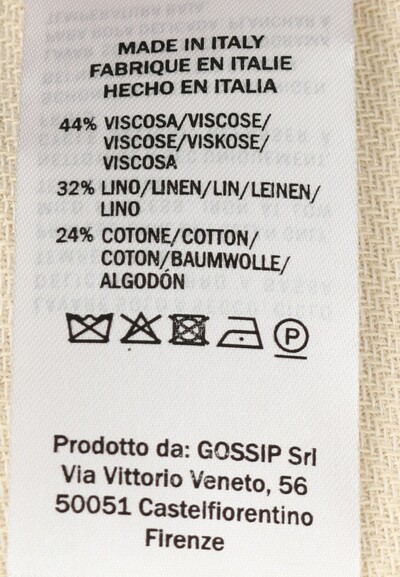 MADE IN ITALY
FABRIQUE EN ITALIE
HECHO EN ITALIA
44% VISCOSA/VISCOSE/
VISCOSE/VISKOSE/
VISCOSA
32% LINO/LINEN/LIN/LEINEN/
LINO
24% COTONE/COTTON/
COTON/BAUMWOLLE/
ALGODÓN
P
Prodotto da: GOSSIP Srl
Via Vittorio Veneto, 56
50051 Castelfiorentino
Firenze